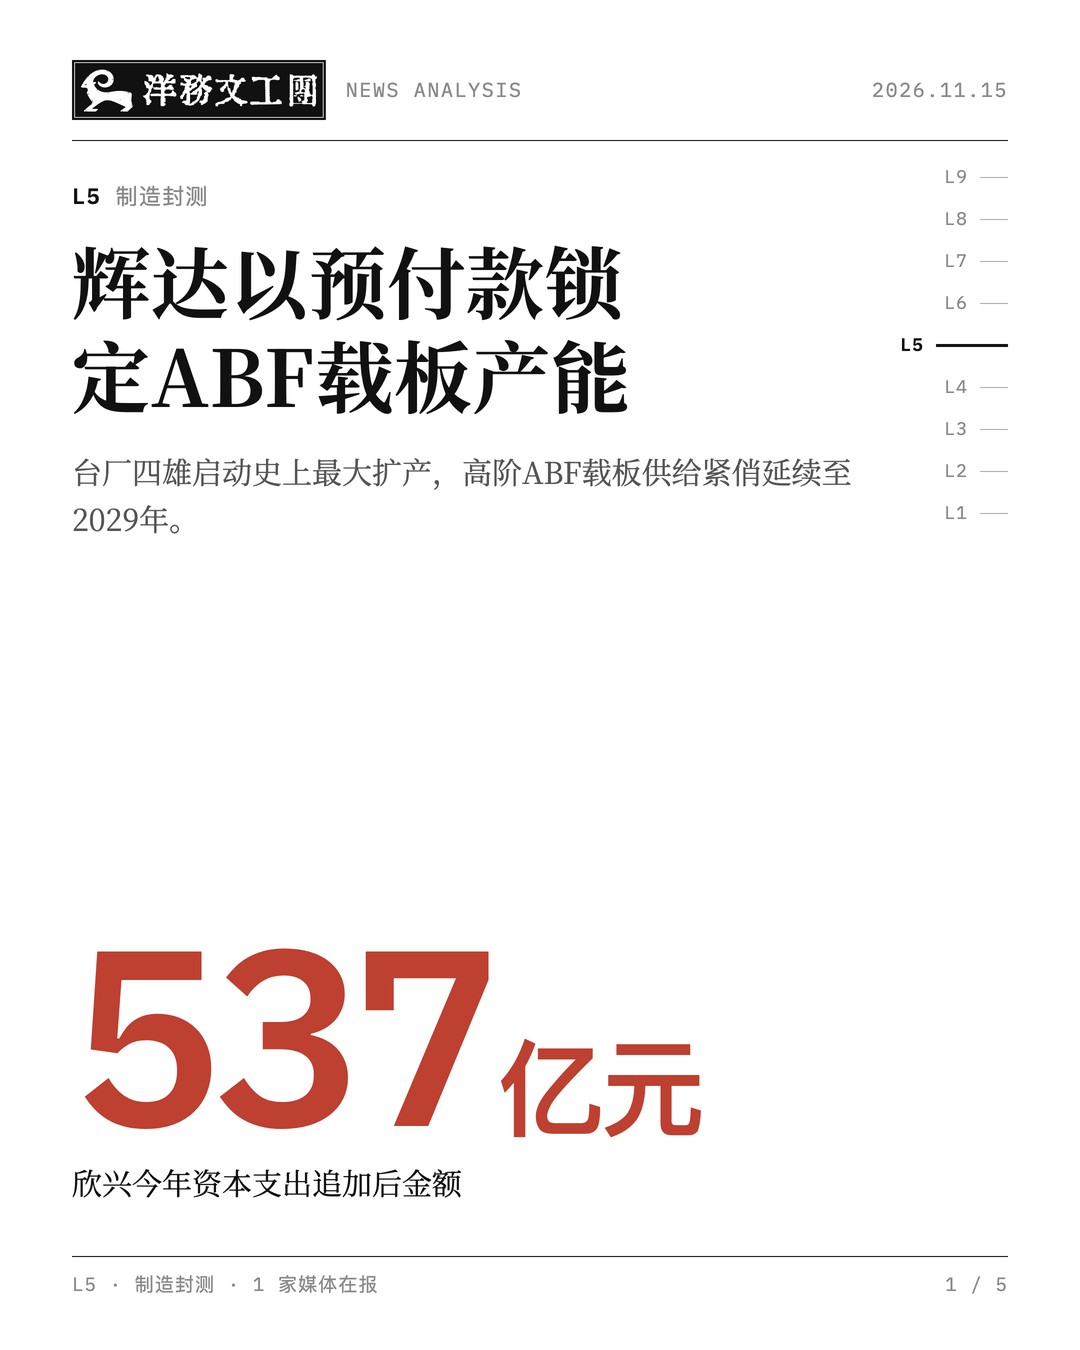 洋務文工團
NEWS ANALYSIS
2026.11.15
L5 制造封测
辉达以预付款锁
定ABF载板产能
台厂四雄启动史上最大扩产，高阶ABF载板供给紧俏延续至
2029年。
L9
L8
L7
L6
L5
L4
L3
L2
L1
537亿元
欣兴今年资本支出追加后金额
L5 · 制造封测 · 1 家媒体在报
1 / 5